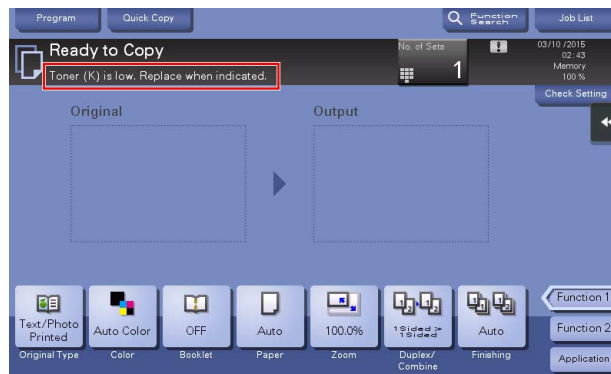 Program
Quick Copy
Function
Search
Job List
Ready to Copy
Toner (K) is low. Replace when indicated.
No. of Sets
1
03/10 /2015
02:43
Memory
100 %
Check Setting
Original
Output
Text/Photo
Printed
Auto Color
OFF
Auto
100.0%
1Sided >
1Sided
Auto
Original Type
Color
Booklet
Paper
Zoom
Duplex/
Combine
Finishing
Function 1
Function 2
Application